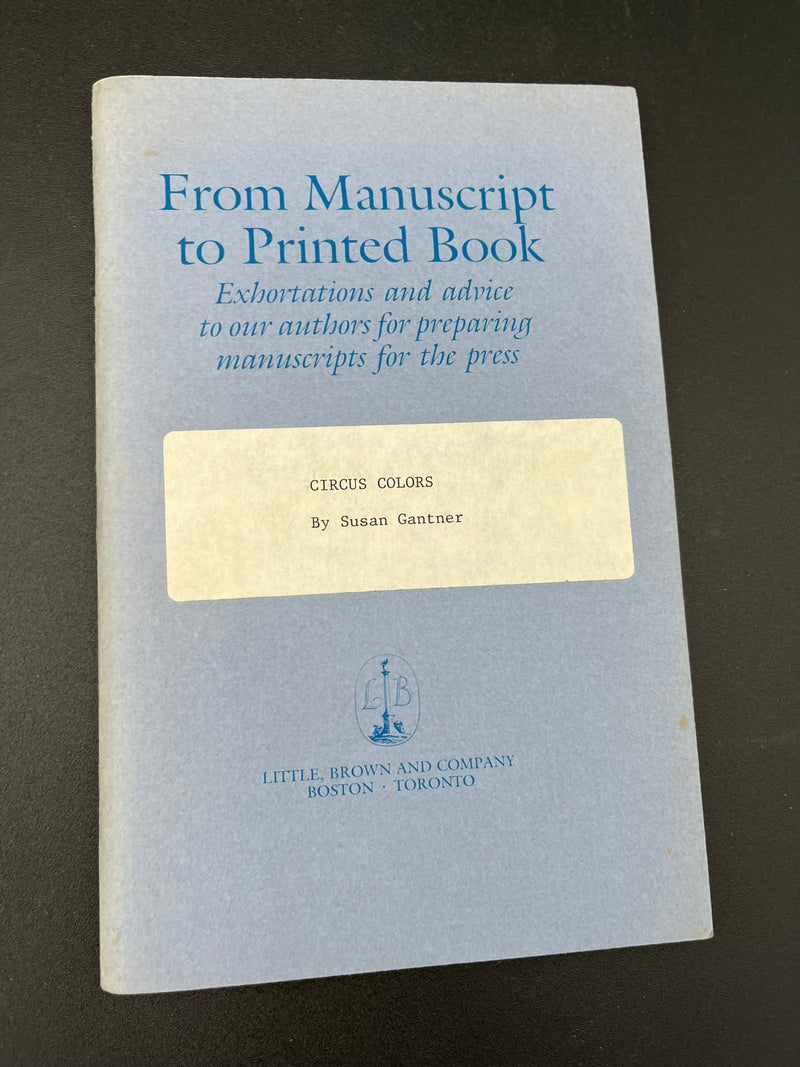 From Manuscript
to Printed Book
Exhortations and advice
to our authors for preparing
manuscripts for the press
CIRCUS COLORS
By Susan Gantner
L B
LITTLE, BROWN AND COMPANY
BOSTON · TORONTO